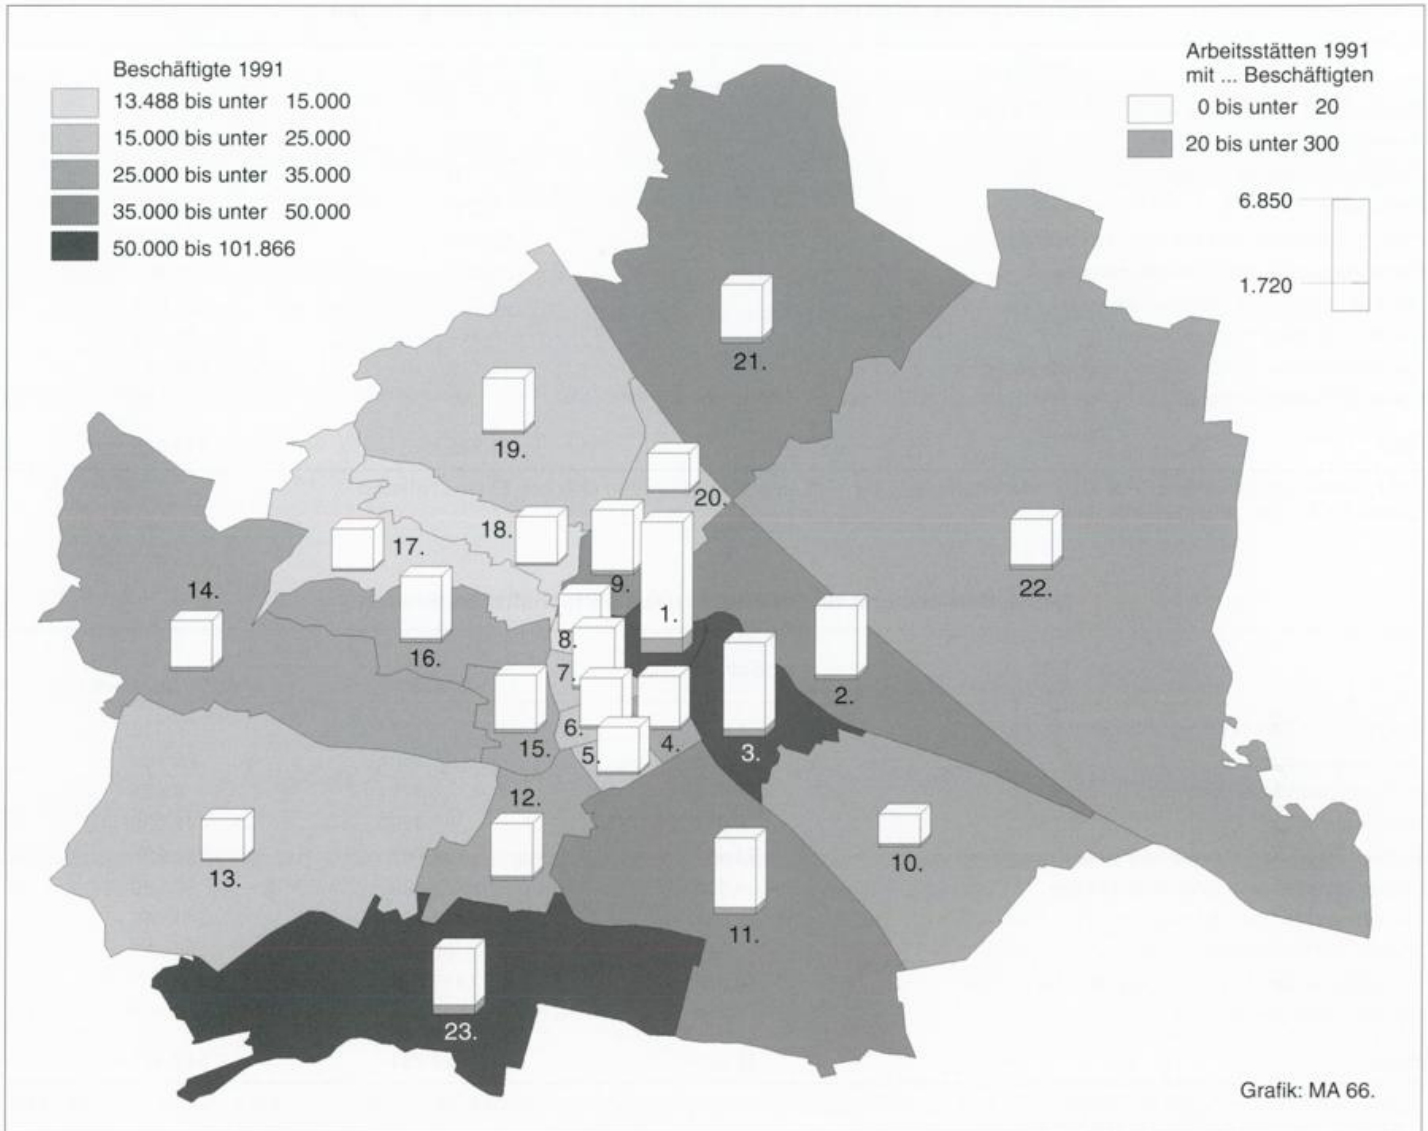 Beschäftigte 1991
13.488 bis unter 15.000
15.000 bis unter 25.000
25.000 bis unter 35.000
35.000 bis unter 50.000
50.000 bis 101.866
Arbeitsstätten 1991
mit ... Beschäftigten
0 bis unter 20
20 bis unter 300
6.850
1.720
21.
19.
20.
18.
17.
9.
14.
22.
1.
8.
16.
7.
2.
6.
15.
5.
4.
3.
12.
13.
10.
11.
23.
Grafik: MA 66.